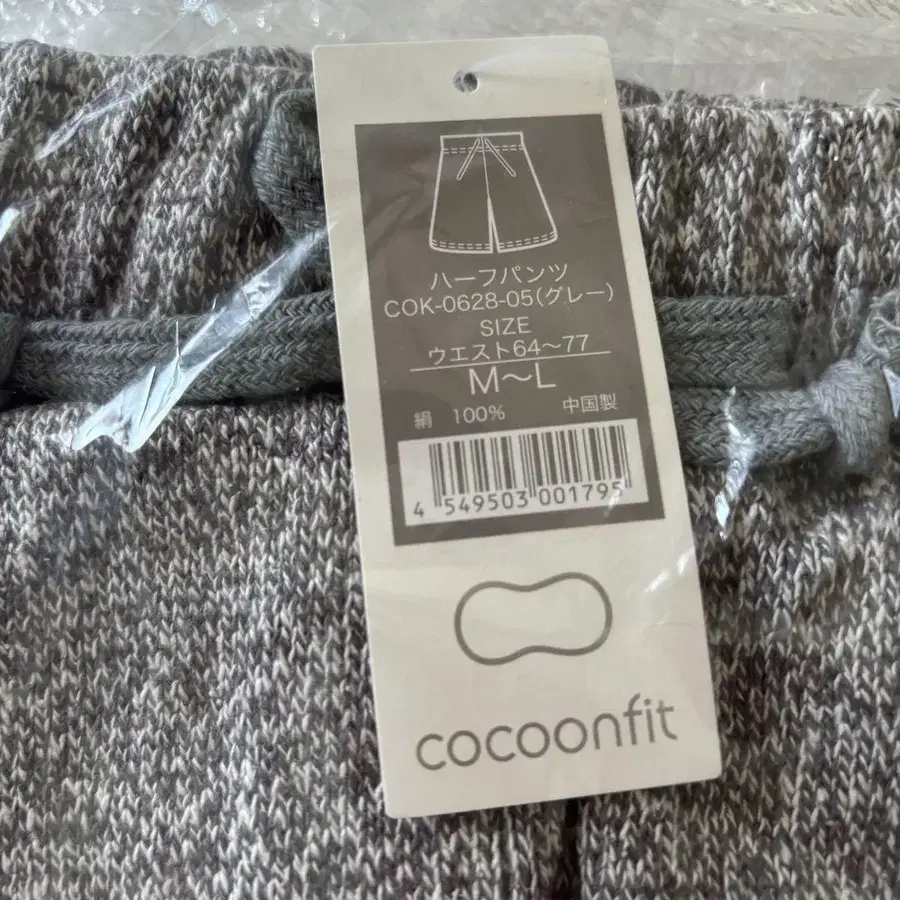 ハーフパンツ
COK-0628-05(グレー)
SIZE
ウエスト64〜77
M〜L
絹 100% 中国製
4 549503 001795
cocoonfit